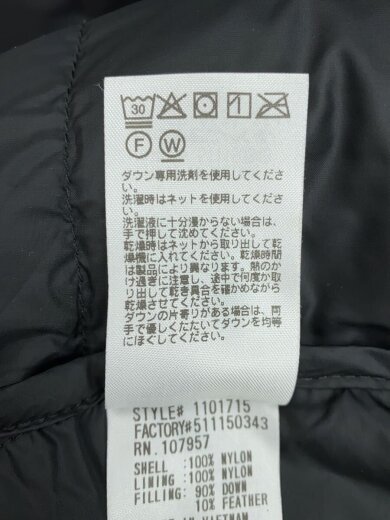 30
F W
ダウン専用洗剤を使用してくださ
い。
洗濯時はネットを使用してください。
洗濯液に十分漫からない場合は、
手で押して沈めてください。
乾燥時はネットから取り出して乾
燥機に入れてください。乾燥時間
は製品により異なります。熱のか
け過ぎに注意し、途中で何度か取
り出して乾き具合を確かめながら
乾燥させてください。
ダウンの片寄りがある場合は、両
手で優しくたたいてダウンを均等
にほぐしてください。
STYLE# 1101715
FACTORY#511150343
RN. 107957
SHELL :100% NYLON
LINING :100% NYLON
FILLING: 90% DOWN
10% FEATHER
MADE IN VIETNAM